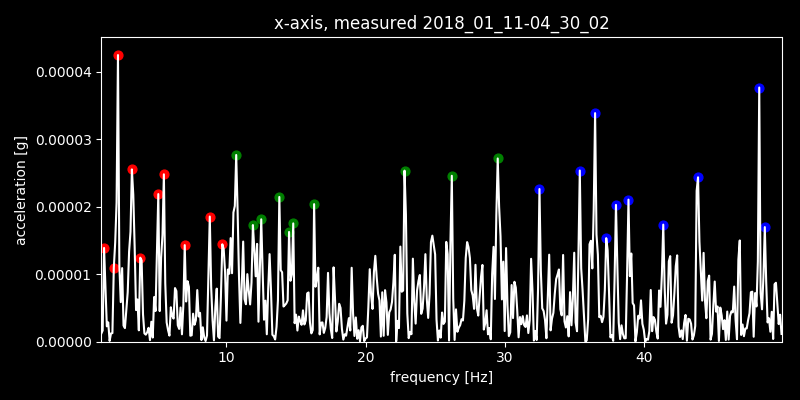 x-axis, measured 2018_01_11-04_30_02
0.00004
0.00003
0.00002
0.00001
0.00000
acceleration [g]
10 20 30 40
frequency [Hz]